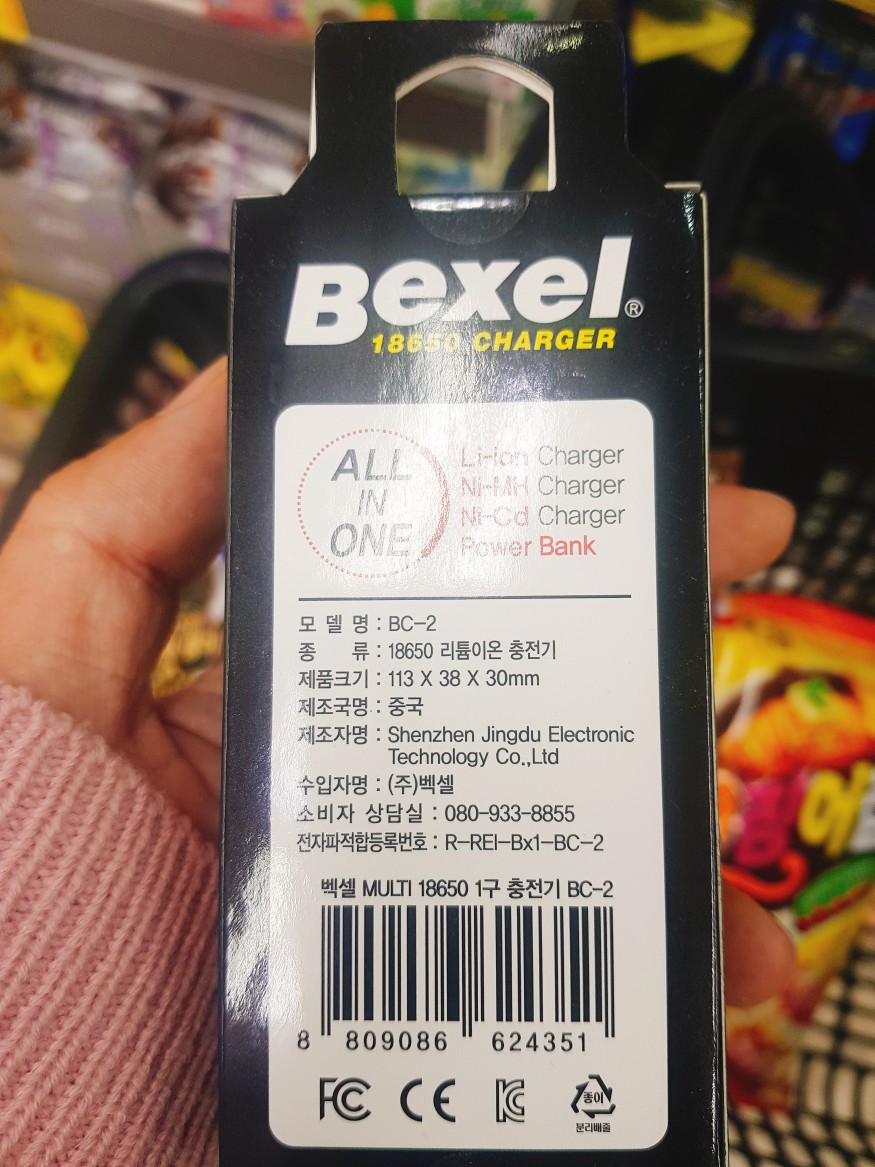 Bexel®
18650 CHARGER
ALL
IN
ONE
Li-ion Charger
Ni-MH Charger
Ni-Cd Charger
Power Bank
모 델 명 : BC-2
종 류 : 18650 리튬이온 충전기
제품크기 : 113 X 38 X 30mm
제조국명 : 중국
제조자명 : Shenzhen Jingdu Electronic
Technology Co.,Ltd
수입자명 : (주)벡셀
소비자 상담실 : 080-933-8855
전자파적합등록번호 : R-REI-Bx1-BC-2
벡셀 MULTI 18650 1구 충전기 BC-2
8 809086 624351
FC CE KC
종이
분리배출